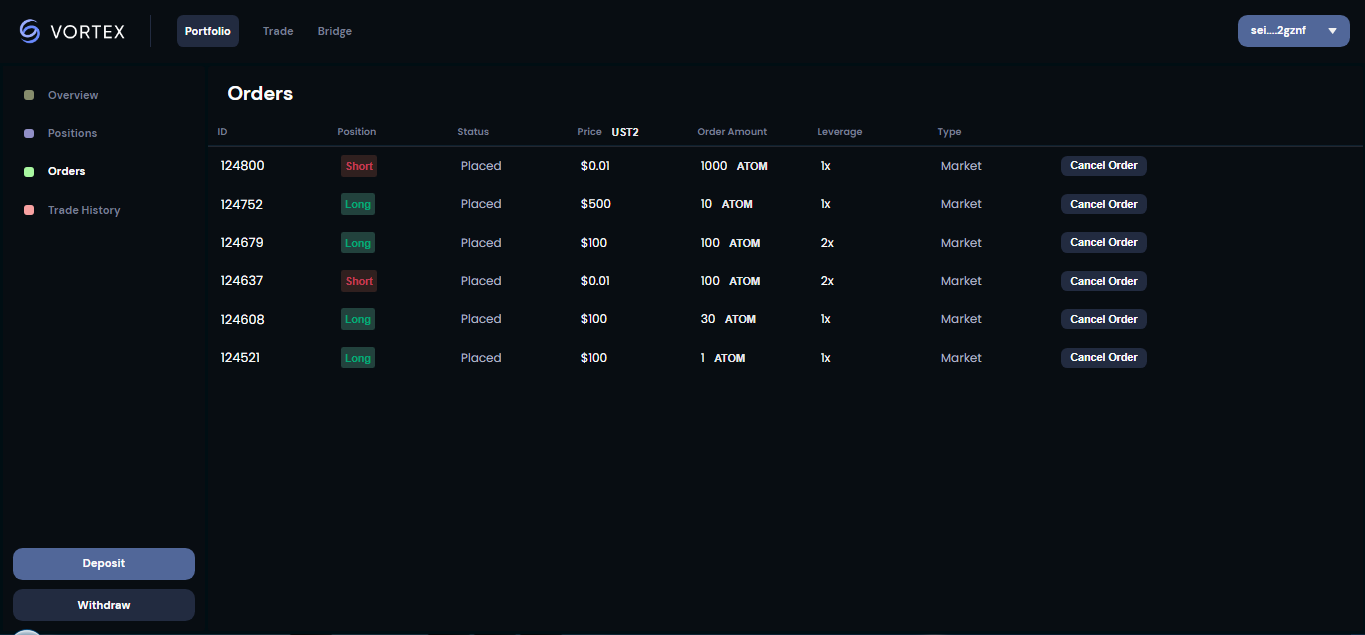 VORTEX Portfolio Trade Bridge sei....2gznf
Overview
Positions
Orders
Trade History
Deposit
Withdraw
Orders
ID Position Status Price UST2 Order Amount Leverage Type
124800 Short Placed $0.01 1000 ATOM 1x Market Cancel Order
124752 Long Placed $500 10 ATOM 1x Market Cancel Order
124679 Long Placed $100 100 ATOM 2x Market Cancel Order
124637 Short Placed $0.01 100 ATOM 2x Market Cancel Order
124608 Long Placed $100 30 ATOM 1x Market Cancel Order
124521 Long Placed $100 1 ATOM 1x Market Cancel Order